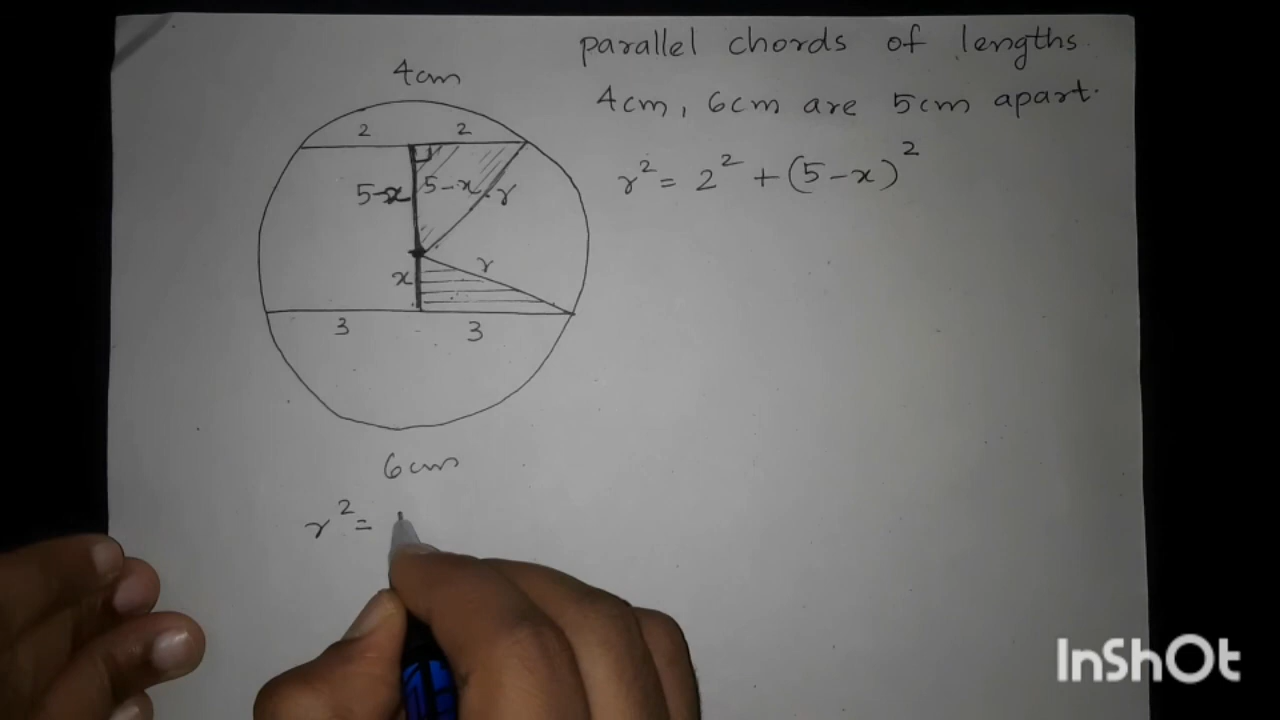 parallel chords of lengths
4cm, 6cm are 5cm apart.
r² = 2² + (5-x)²
4cm
2 2
5-x 5-x r
x r
3 3
6cm
r² =
InShOt